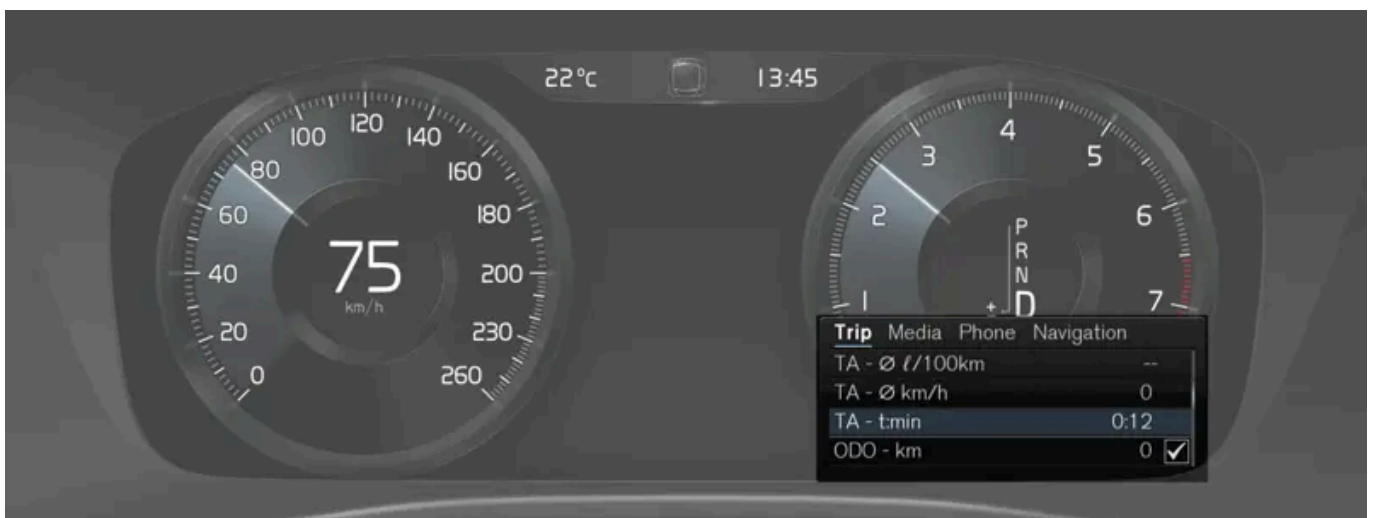 22°c 13:45
0
20
40
60
80
100
120
140
160
180
200
230
260
75
km/h
1
2
3
4
5
6
7
P
R
N
± D
Trip Media Phone Navigation
TA - Ø ℓ/100km --
TA - Ø km/h 0
TA - t:min 0:12
ODO - km 0